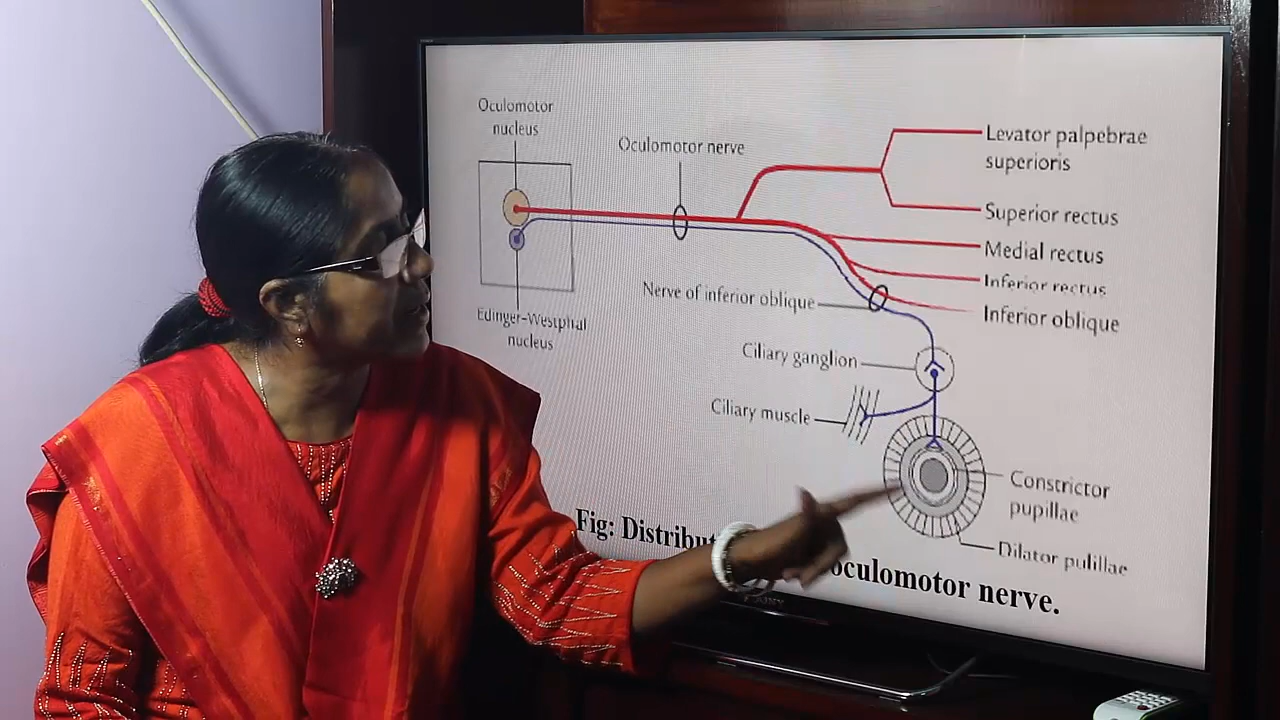 Oculomotor
nucleus
Oculomotor nerve
Levator palpebrae
superioris
Superior rectus
Medial rectus
Inferior rectus
Nerve of inferior oblique
Inferior oblique
Edinger-Westphal
nucleus
Ciliary ganglion
Ciliary muscle
Constrictor
pupillae
Dilator pulillae
Fig: Distribut oculomotor nerve.